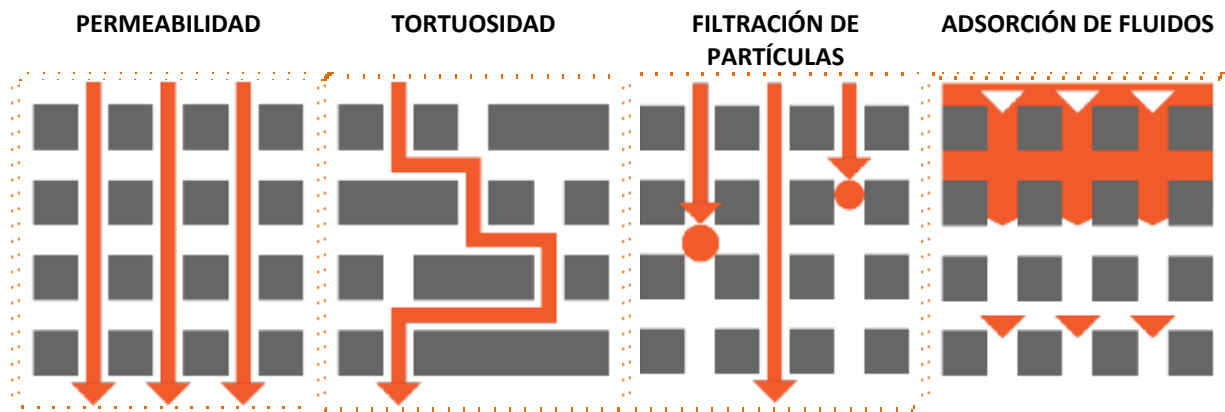 PERMEABILIDAD
TORTUOSIDAD
FILTRACIÓN DE
PARTÍCULAS
ADSORCIÓN DE FLUIDOS